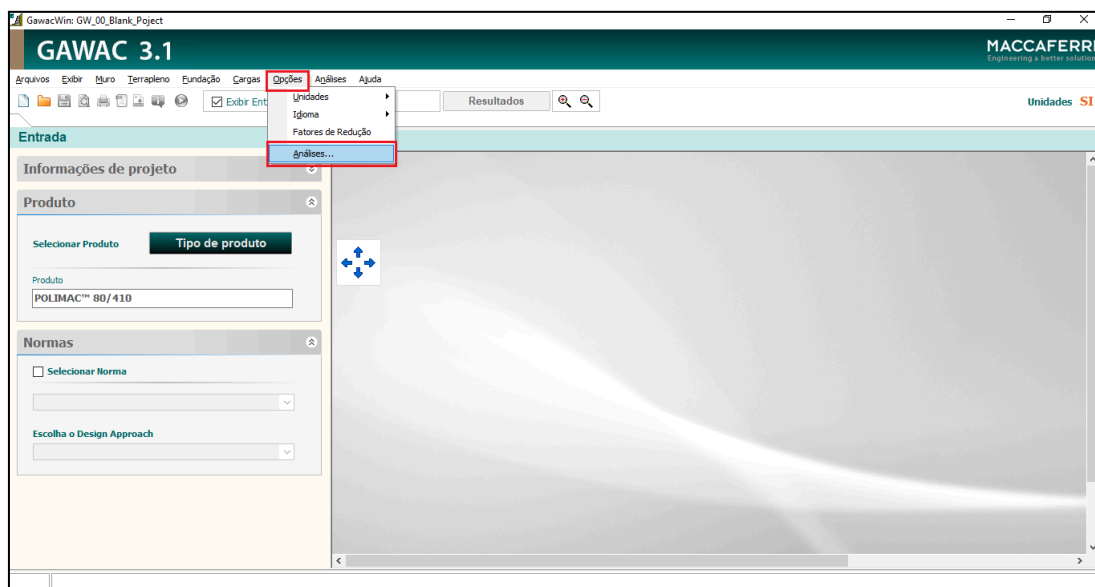 GawacWin: GW_00_Blank_Poject
GAWAC 3.1
MACCAFERRI
Engineering a better solution
Arquivos Exibir Muro Terrapleno Fundação Cargas Opções Análises Ajuda
Exibir Ent
Resultados
Unidades SI
Unidades
Idioma
Fatores de Redução
Análises...
Entrada
Informações de projeto
Produto
Selecionar Produto
Tipo de produto
Produto
POLIMAC™ 80/410
Normas
Selecionar Norma
Escolha o Design Approach